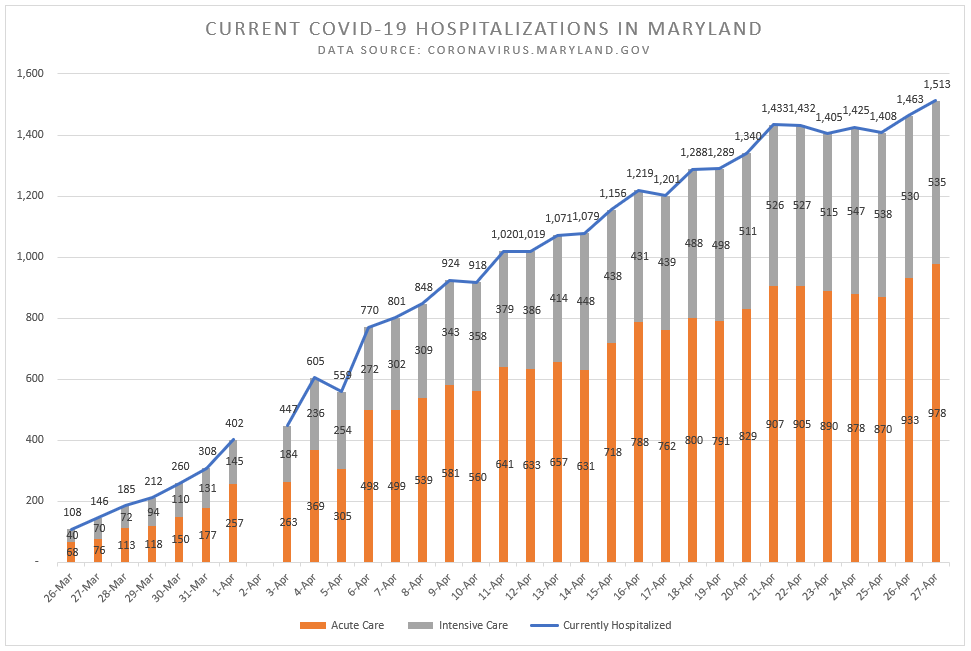 CURRENT COVID-19 HOSPITALIZATIONS IN MARYLAND
DATA SOURCE: CORONAVIRUS.MARYLAND.GOV
1,600
1,400
1,200
1,000
800
600
400
200
-
108 146 185 212 260 308 402 447 605 559 770 801 848 924 918 1,020 1,019 1,071 1,079 1,156 1,219 1,201 1,288 1,289 1,340 1,433 1,432 1,405 1,425 1,408 1,463 1,513
40 70 72 94 110 131 145 184 236 254 272 302 309 343 358 379 386 414 448 438 431 439 488 498 511 526 527 515 547 538 530 535
68 76 113 118 150 177 257 263 369 305 498 499 539 581 560 641 633 657 631 718 788 762 800 791 829 907 905 890 878 870 933 978
26-Mar 27-Mar 28-Mar 29-Mar 30-Mar 31-Mar 1-Apr 2-Apr 3-Apr 4-Apr 5-Apr 6-Apr 7-Apr 8-Apr 9-Apr 10-Apr 11-Apr 12-Apr 13-Apr 14-Apr 15-Apr 16-Apr 17-Apr 18-Apr 19-Apr 20-Apr 21-Apr 22-Apr 23-Apr 24-Apr 25-Apr 26-Apr 27-Apr
Acute Care Intensive Care Currently Hospitalized